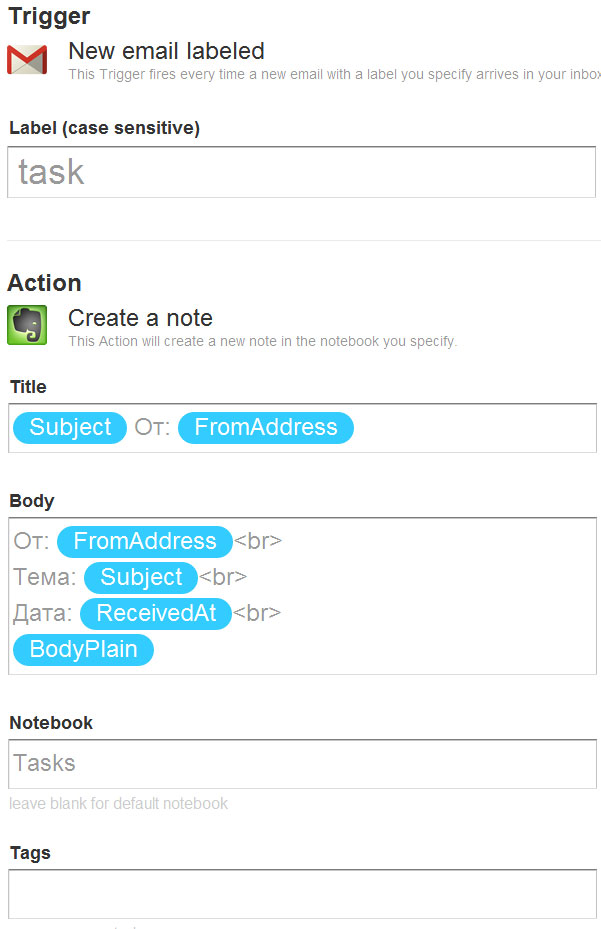 Trigger
New email labeled
This Trigger fires every time a new email with a label you specify arrives in your inbox
Label (case sensitive)
task
Action
Create a note
This Action will create a new note in the notebook you specify.
Title
Subject От: FromAddress
Body
От: FromAddress<br>
Тема: Subject<br>
Дата: ReceivedAt<br>
BodyPlain
Notebook
Tasks
leave blank for default notebook
Tags